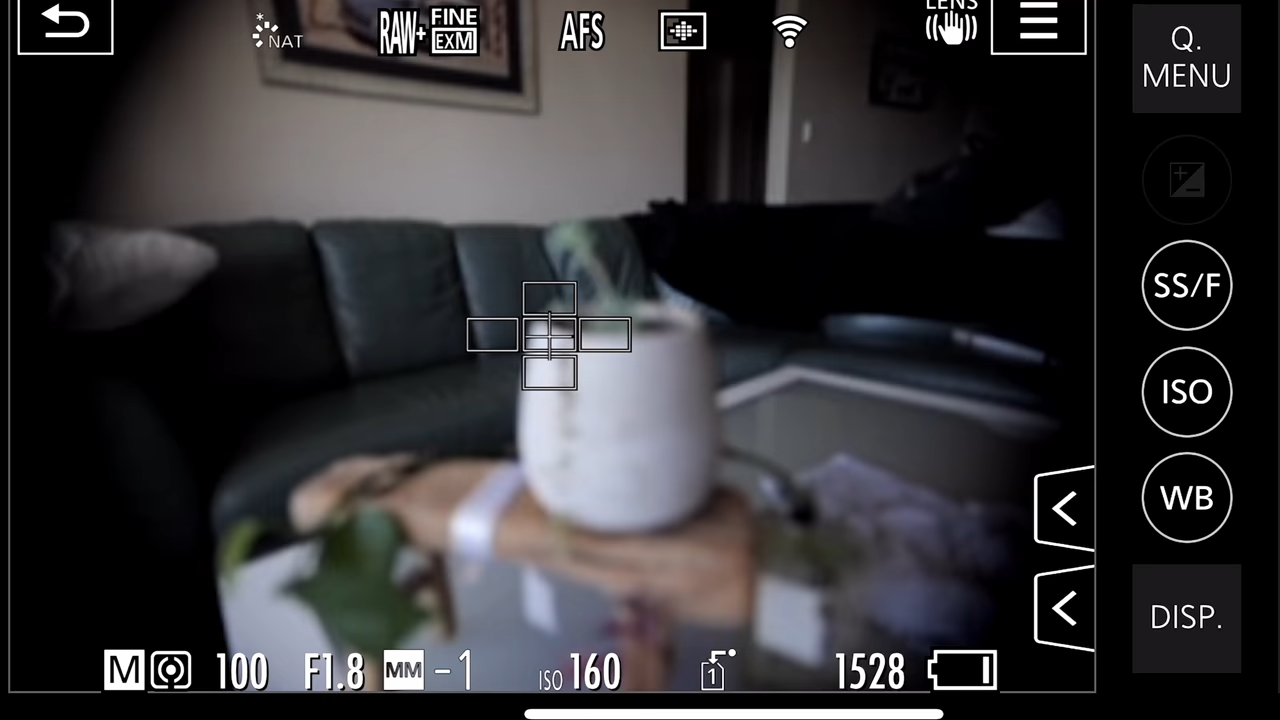 NAT
RAW+ FINE
EXM
AFS
LENS
Q.
MENU
SS/F
ISO
WB
DISP.
M 100 F1.8 MM -1 ISO 160 1 1528